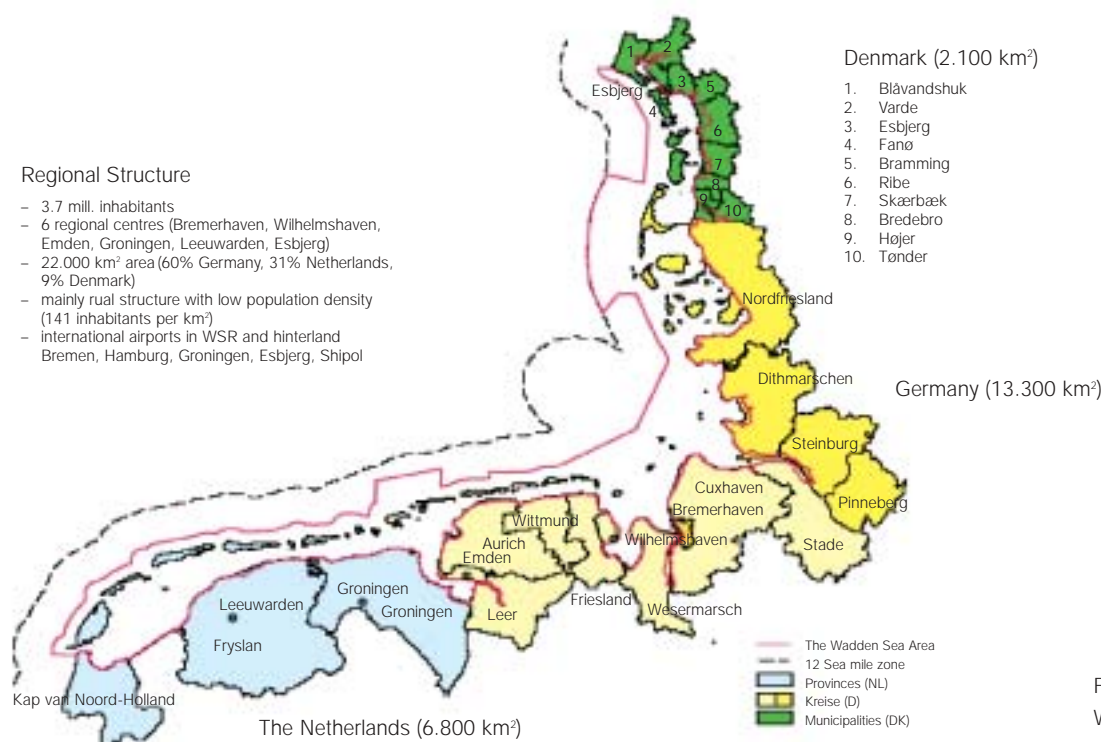 Denmark (2.100 km²)
1. Blåvandshuk
2. Varde
3. Esbjerg
4. Fanø
5. Bramming
6. Ribe
7. Skærbæk
8. Bredebro
9. Højer
10. Tønder
Regional Structure
– 3.7 mill. inhabitants
– 6 regional centres (Bremerhaven, Wilhelmshaven,
Emden, Groningen, Leeuwarden, Esbjerg)
– 22.000 km² area (60% Germany, 31% Netherlands,
9% Denmark)
– mainly rual structure with low population density
(141 inhabitants per km²)
– international airports in WSR and hinterland
Bremen, Hamburg, Groningen, Esbjerg, Shipol
1
2
3
Esbjerg
4
5
6
7
8
9
10
Nordfriesland
Dithmarschen
Germany (13.300 km²)
Steinburg
Pinneberg
Cuxhaven
Bremerhaven
Stade
Wittmund
Aurich
Emden
Wilhelmshaven
Leer
Friesland
Wesermarsch
Groningen
Groningen
Leeuwarden
Fryslan
Kap van Noord-Holland
The Netherlands (6.800 km²)
The Wadden Sea Area
12 Sea mile zone
Provinces (NL)
Kreise (D)
Municipalities (DK)